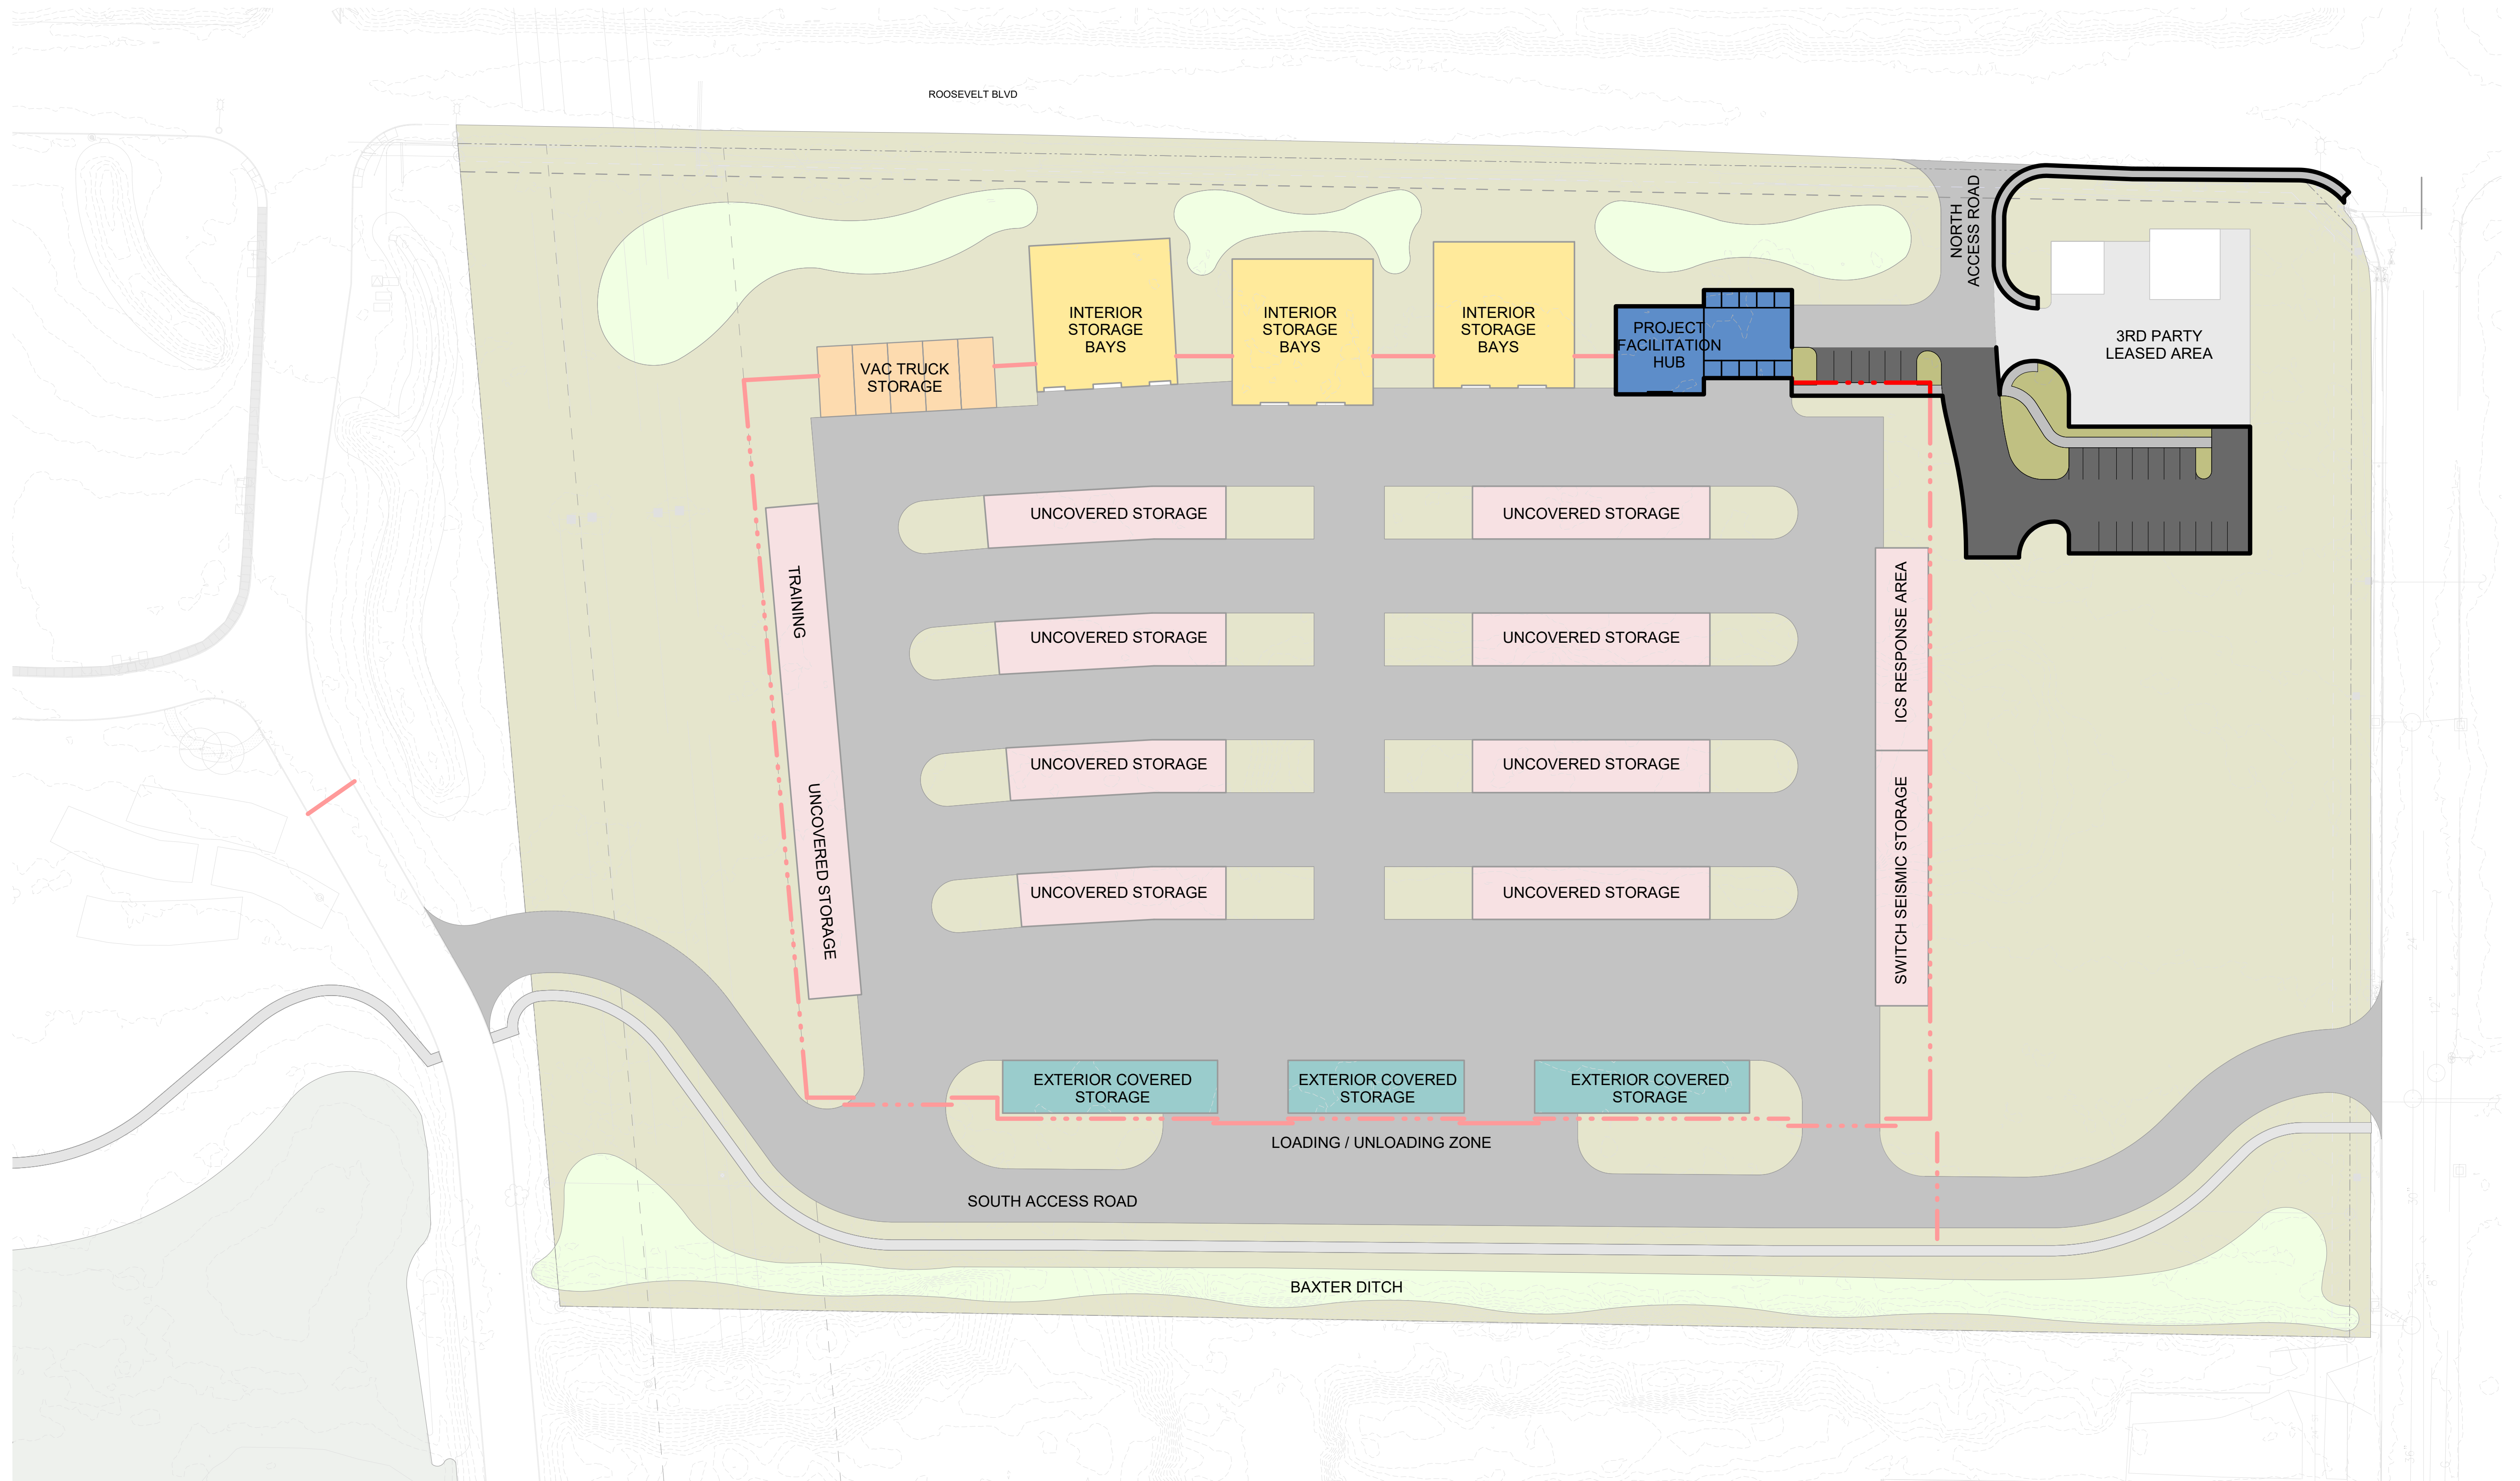 ROOSEVELT BLVD
NORTH
ACCESS ROAD
INTERIOR
STORAGE
BAYS
INTERIOR
STORAGE
BAYS
INTERIOR
STORAGE
BAYS
PROJECT
FACILITATION
HUB
3RD PARTY
LEASED AREA
VAC TRUCK
STORAGE
UNCOVERED STORAGE
UNCOVERED STORAGE
TRAINING
ICS RESPONSE AREA
UNCOVERED STORAGE
UNCOVERED STORAGE
UNCOVERED STORAGE
UNCOVERED STORAGE
UNCOVERED STORAGE
SWITCH SEISMIC STORAGE
UNCOVERED STORAGE
UNCOVERED STORAGE
EXTERIOR COVERED
STORAGE
EXTERIOR COVERED
STORAGE
EXTERIOR COVERED
STORAGE
LOADING / UNLOADING ZONE
SOUTH ACCESS ROAD
BAXTER DITCH